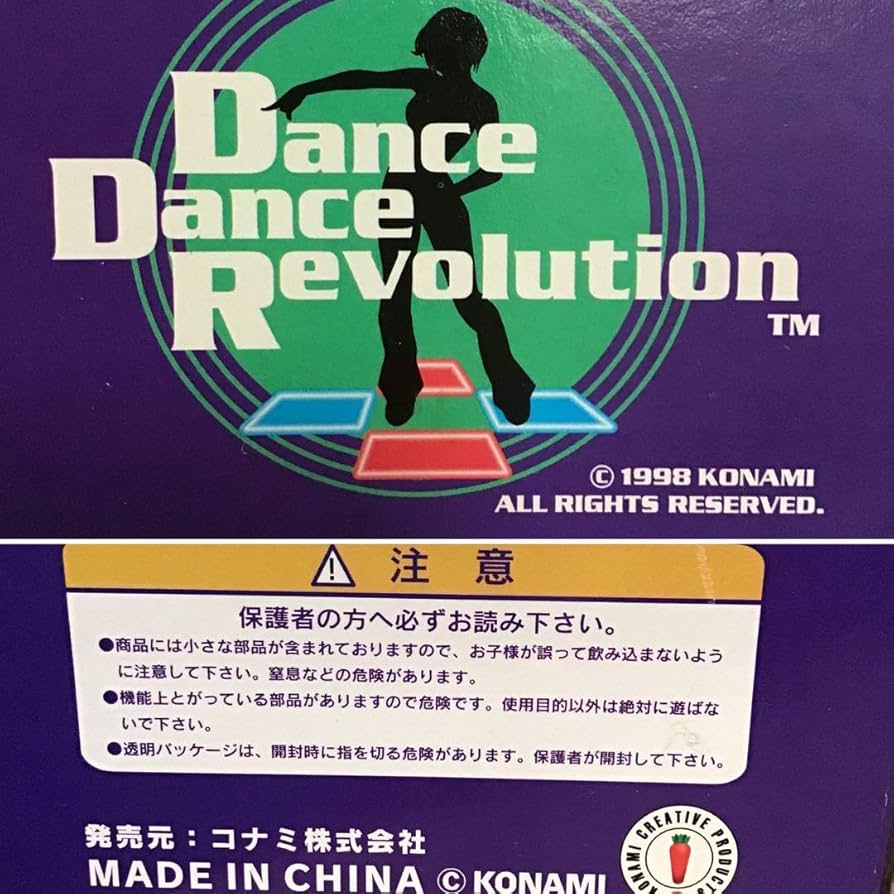 Dance
Dance
Revolution
TM
© 1998 KONAMI
ALL RIGHTS RESERVED.
⚠ 注 意
保護者の方へ必ずお読み下さい。
●商品には小さな部品が含まれておりますので、お子様が誤って飲み込まないよう
に注意して下さい。窒息などの危険があります。
●機能上とがっている部品がありますので危険です。使用目的以外は絶対に遊ばな
いで下さい。
●透明パッケージは、開封時に指を切る危険があります。保護者が開封して下さい。
発売元：コナミ株式会社
MADE IN CHINA © KONAMI
KONAMI CREATIVE